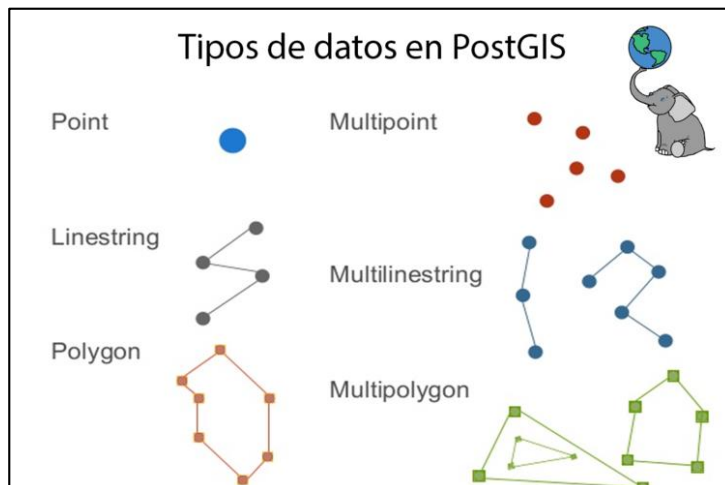 Tipos de datos en PostGIS
Point
Multipoint
Linestring
Multilinestring
Polygon
Multipolygon